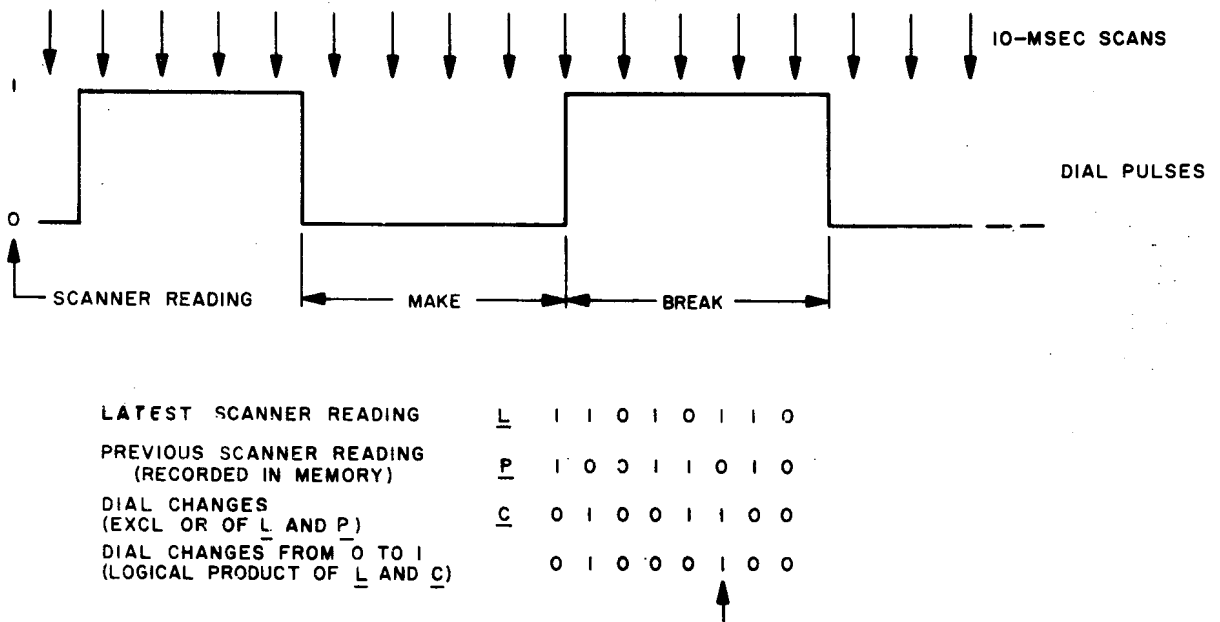 10-MSEC SCANS
1
DIAL PULSES
0
SCANNER READING
MAKE
BREAK
LATEST SCANNER READING L 1 1 0 1 0 1 1 0
PREVIOUS SCANNER READING
(RECORDED IN MEMORY) P 1 0 0 1 1 0 1 0
DIAL CHANGES
(EXCL OR OF L AND P) C 0 1 0 0 1 1 0 0
DIAL CHANGES FROM 0 TO 1
(LOGICAL PRODUCT OF L AND C) 0 1 0 0 0 1 0 0